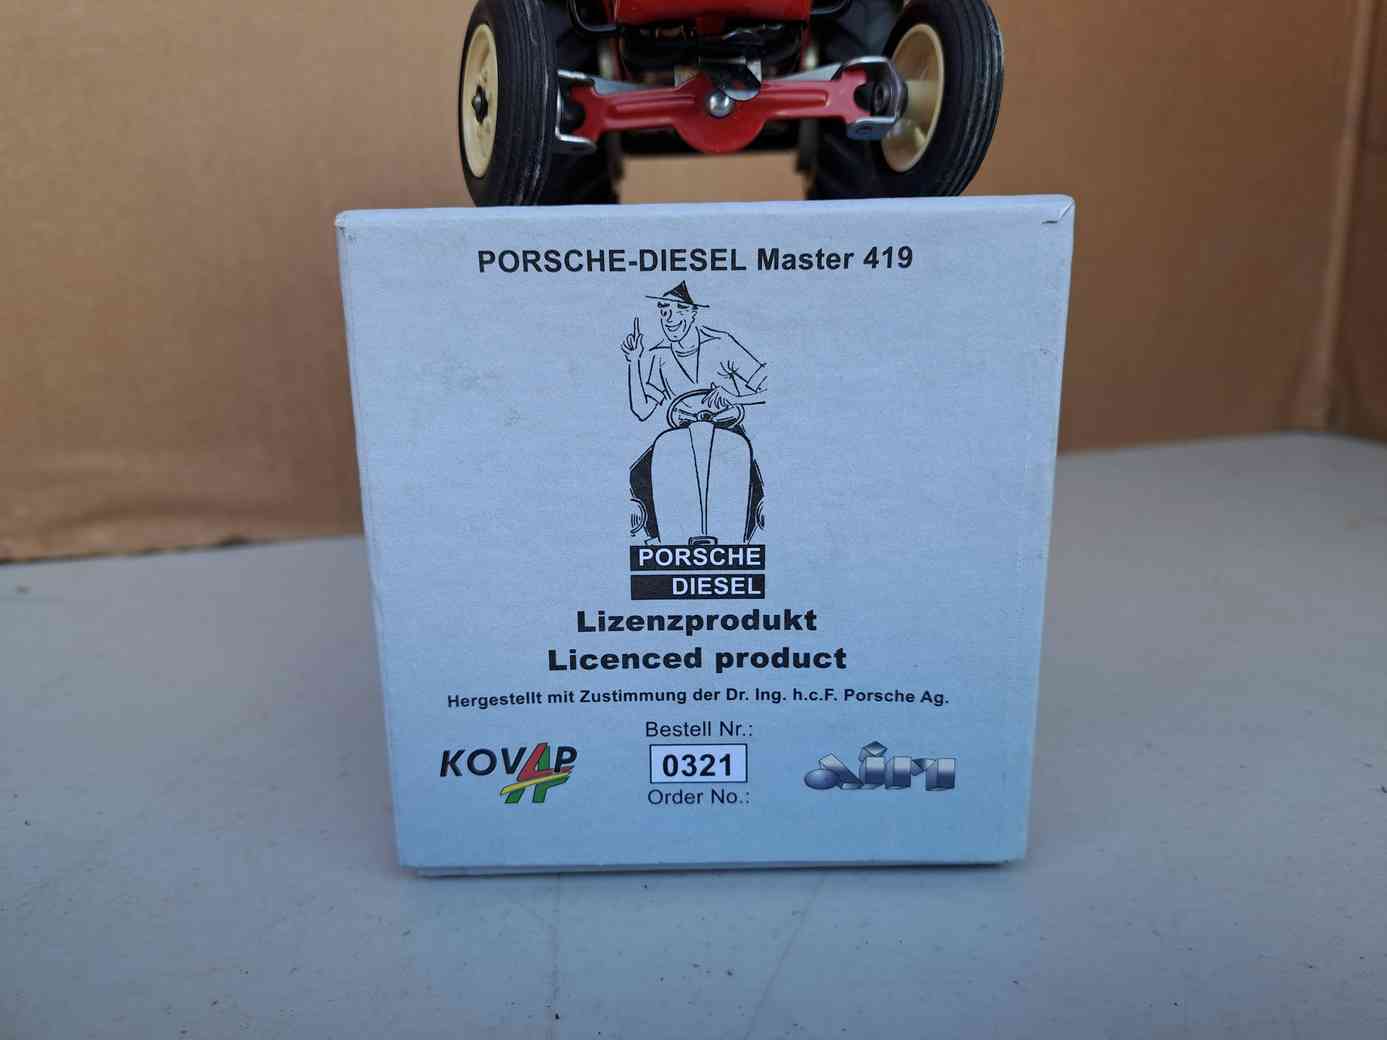 PORSCHE-DIESEL Master 419
PORSCHE
DIESEL
Lizenzprodukt
Licenced product
Hergestellt mit Zustimmung der Dr. Ing. h.c.F. Porsche Ag.
Bestell Nr.:
KOVAP
0321
Order No.: